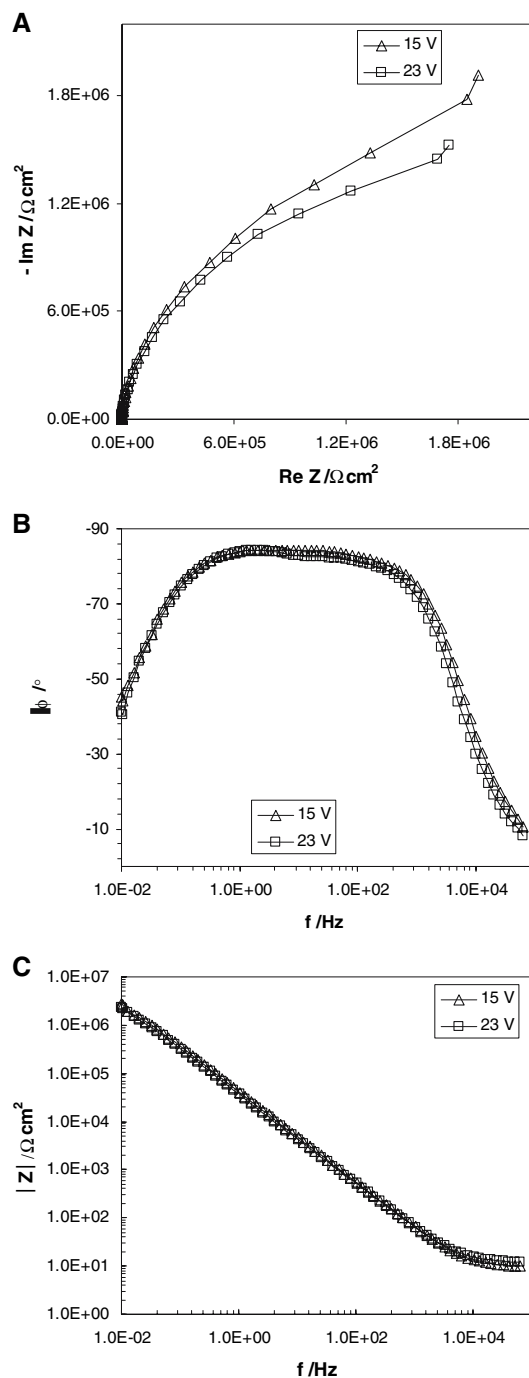 A
15 V
23 V
1.8E+06
1.2E+06
6.0E+05
0.0E+00
- Im Z /Ω cm²
0.0E+00 6.0E+05 1.2E+06 1.8E+06
Re Z /Ω cm²
B
-90
-70
-50
-30
-10
ϕ /°
15 V
23 V
1.0E-02 1.0E+00 1.0E+02 1.0E+04
f /Hz
C
1.0E+07
1.0E+06
1.0E+05
1.0E+04
1.0E+03
1.0E+02
1.0E+01
1.0E+00
| Z| /Ω cm²
15 V
23 V
1.0E-02 1.0E+00 1.0E+02 1.0E+04
f /Hz